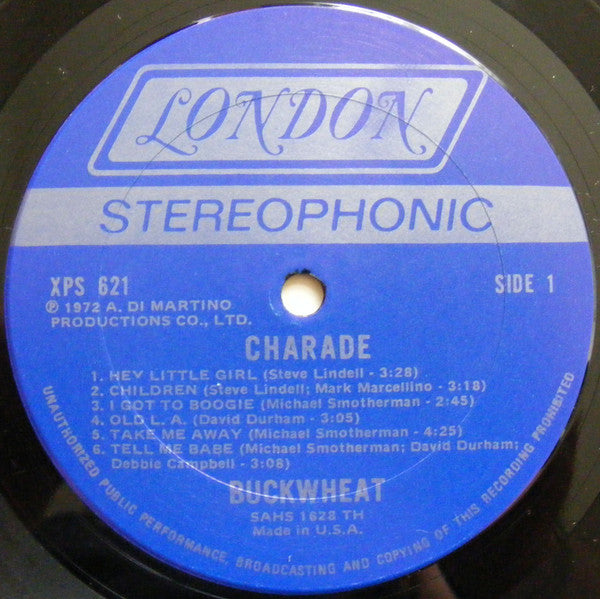 LONDON
STEREOPHONIC
XPS 621
SIDE 1
℗ 1972 A. DI MARTINO
PRODUCTIONS CO., LTD.
CHARADE
1. HEY LITTLE GIRL (Steve Lindell - 3:28)
2. CHILDREN (Steve Lindell; Mark Marcellino - 3:18)
3. I GOT TO BOOGIE (Michael Smotherman - 2:45)
4. OLD L. A. (David Durham - 3:05)
5. TAKE ME AWAY (Michael Smotherman - 4:25)
6. TELL ME BABE (Michael Smotherman; David Durham;
Debbie Campbell - 3:08)
BUCKWHEAT
SAHS 1628 TH
Made in U.S.A.
UNAUTHORIZED PUBLIC PERFORMANCE, BROADCASTING AND COPYING OF THIS RECORDING PROHIBITED